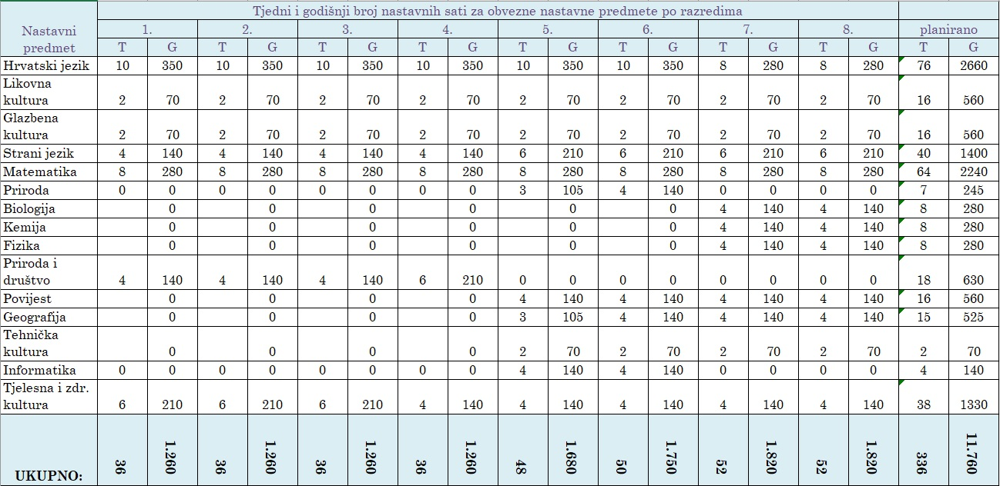 Tjedni i godišnji broj nastavnih sati za obvezne nastavne predmete po razredima
Nastavni predmet 1. 2. 3. 4. 5. 6. 7. 8. planirano
T G T G T G T G T G T G T G T G T G
Hrvatski jezik 10 350 10 350 10 350 10 350 10 350 10 350 8 280 8 280 76 2660
Likovna
kultura 2 70 2 70 2 70 2 70 2 70 2 70 2 70 2 70 16 560
Glazbena
kultura 2 70 2 70 2 70 2 70 2 70 2 70 2 70 2 70 16 560
Strani jezik 4 140 4 140 4 140 4 140 6 210 6 210 6 210 6 210 40 1400
Matematika 8 280 8 280 8 280 8 280 8 280 8 280 8 280 8 280 64 2240
Priroda 0 0 0 0 0 0 0 0 3 105 4 140 0 0 0 0 7 245
Biologija 0 0 0 0 0 0 4 140 4 140 8 280
Kemija 0 0 0 0 0 0 4 140 4 140 8 280
Fizika 0 0 0 0 0 0 4 140 4 140 8 280
Priroda i
društvo 4 140 4 140 4 140 6 210 0 0 0 0 0 0 0 0 18 630
Povijest 0 0 0 0 4 140 4 140 4 140 4 140 16 560
Geografija 0 0 0 0 3 105 4 140 4 140 4 140 15 525
Tehnička
kultura 0 0 0 0 2 70 2 70 2 70 2 70 2 70
Informatika 0 0 0 0 0 0 0 0 4 140 4 140 0 0 0 0 4 140
Tjelesna i zdr.
kultura 6 210 6 210 6 210 4 140 4 140 4 140 4 140 4 140 38 1330
UKUPNO: 36 1.260 36 1.260 36 1.260 36 1.260 48 1.680 50 1.750 52 1.820 52 1.820 336 11.760